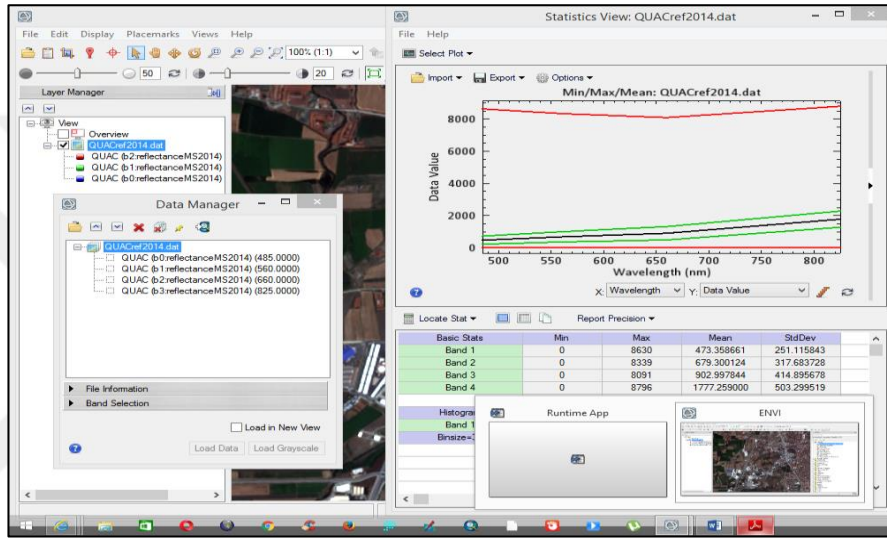 File Edit Display Placemarks Views Help
100% (1:1)
50
20
Layer Manager
View
Overview
QUACref2014.dat
QUAC (b2:reflectanceMS2014)
QUAC (b1:reflectanceMS2014)
QUAC (b0:reflectanceMS2014)
Data Manager
QUACref2014.dat
QUAC (b0:reflectanceMS2014) (485.0000)
QUAC (b1:reflectanceMS2014) (560.0000)
QUAC (b2:reflectanceMS2014) (660.0000)
QUAC (b3:reflectanceMS2014) (825.0000)
File Information
Band Selection
Load in New View
Load Data Load Grayscale
Statistics View: QUACref2014.dat
File Help
Select Plot
Import Export Options
Min/Max/Mean: QUACref2014.dat
8000
6000
4000
2000
0
Data Value
500 550 600 650 700 750 800
Wavelength (nm)
X: Wavelength Y: Data Value
Locate Stat Report Precision
Basic Stats Min Max Mean StdDev
Band 1 0 8630 473.358661 251.115843
Band 2 0 8339 679.300124 317.683728
Band 3 0 8091 902.997844 414.895678
Band 4 0 8796 1777.259000 503.299519
Band 1
Runtime App
ENVI